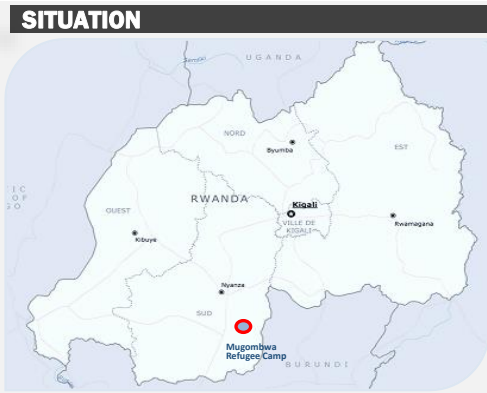 SITUATION
UGANDA
NORD
Byumba
EST
RWANDA
Kigali
OUEST
VILLE DE
KIGALI
Rwamagana
Kibuye
Nyanza
SUD
Mugombwa
Refugee Camp
BURUNDI